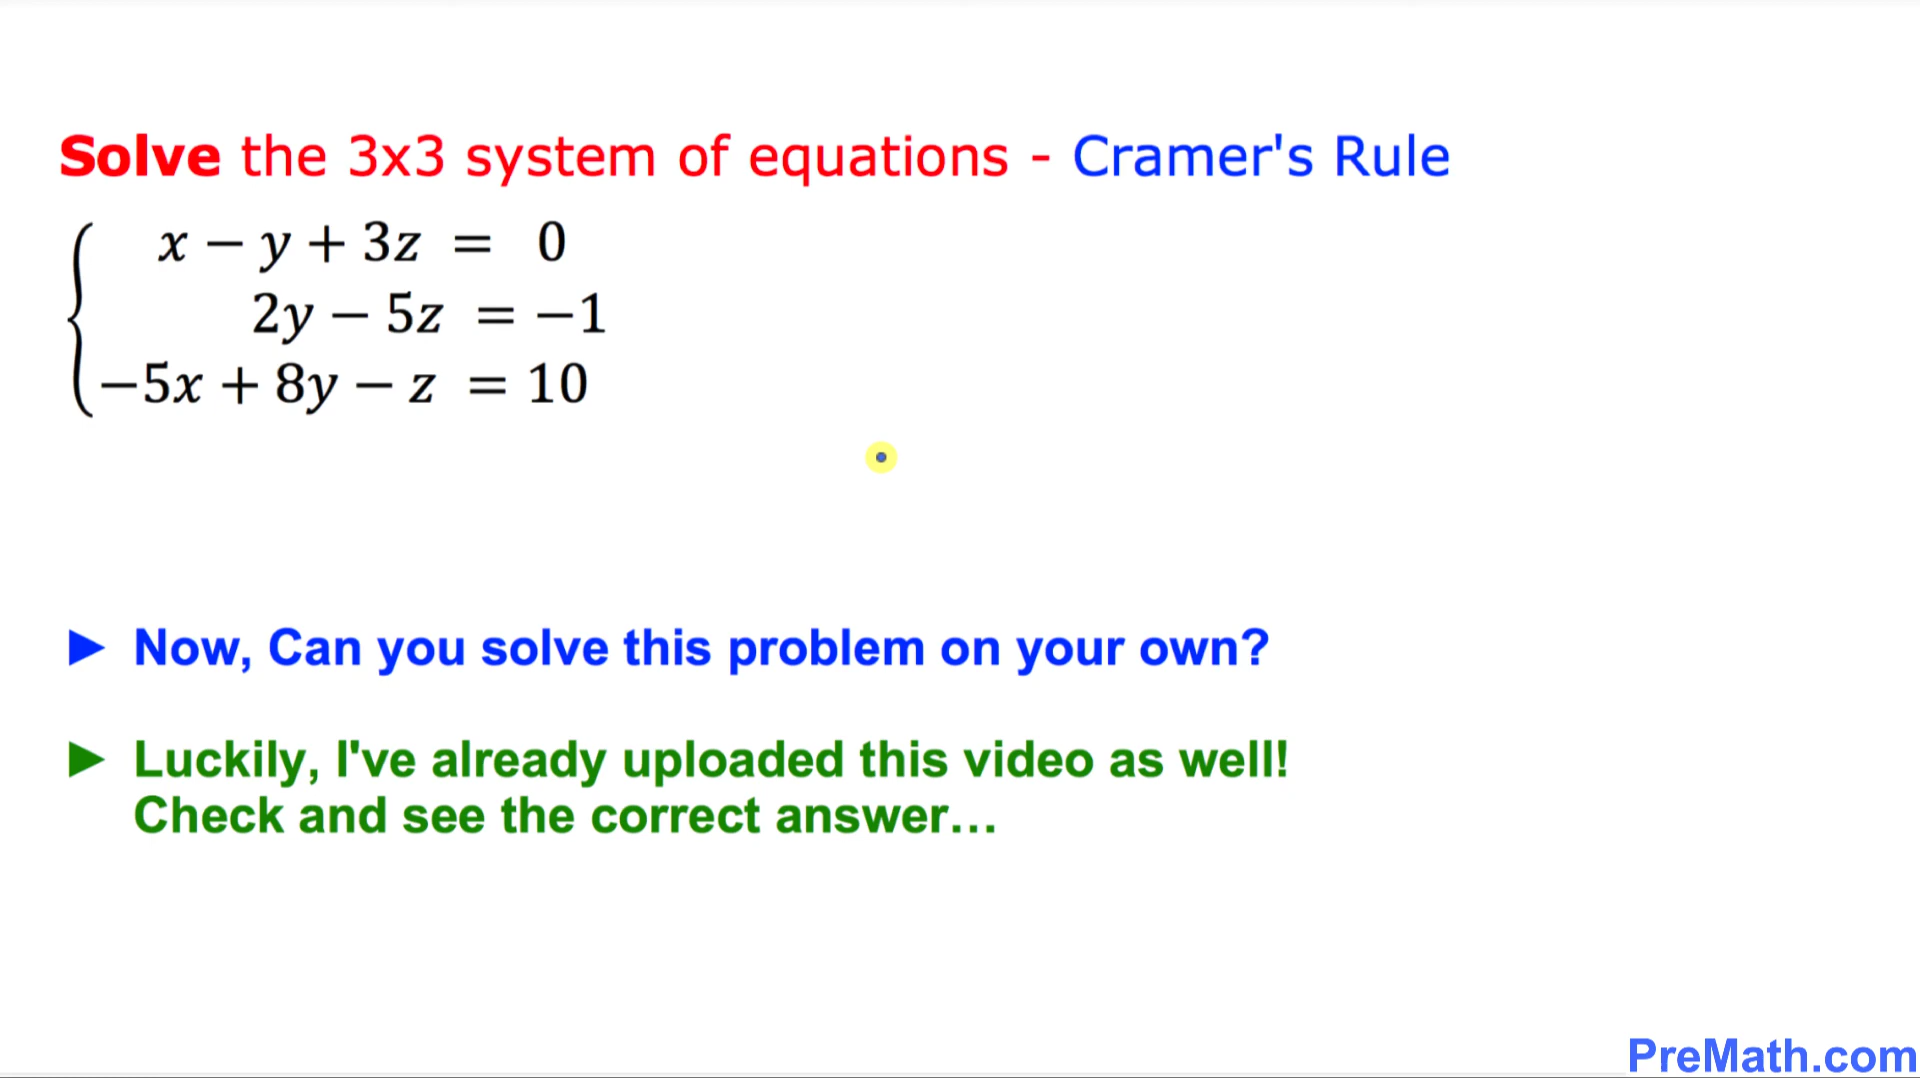 Solve the 3x3 system of equations - Cramer's Rule
x − y + 3z = 0
2y − 5z = −1
−5x + 8y − z = 10
► Now, Can you solve this problem on your own?
► Luckily, I've already uploaded this video as well!
Check and see the correct answer...
PreMath.com